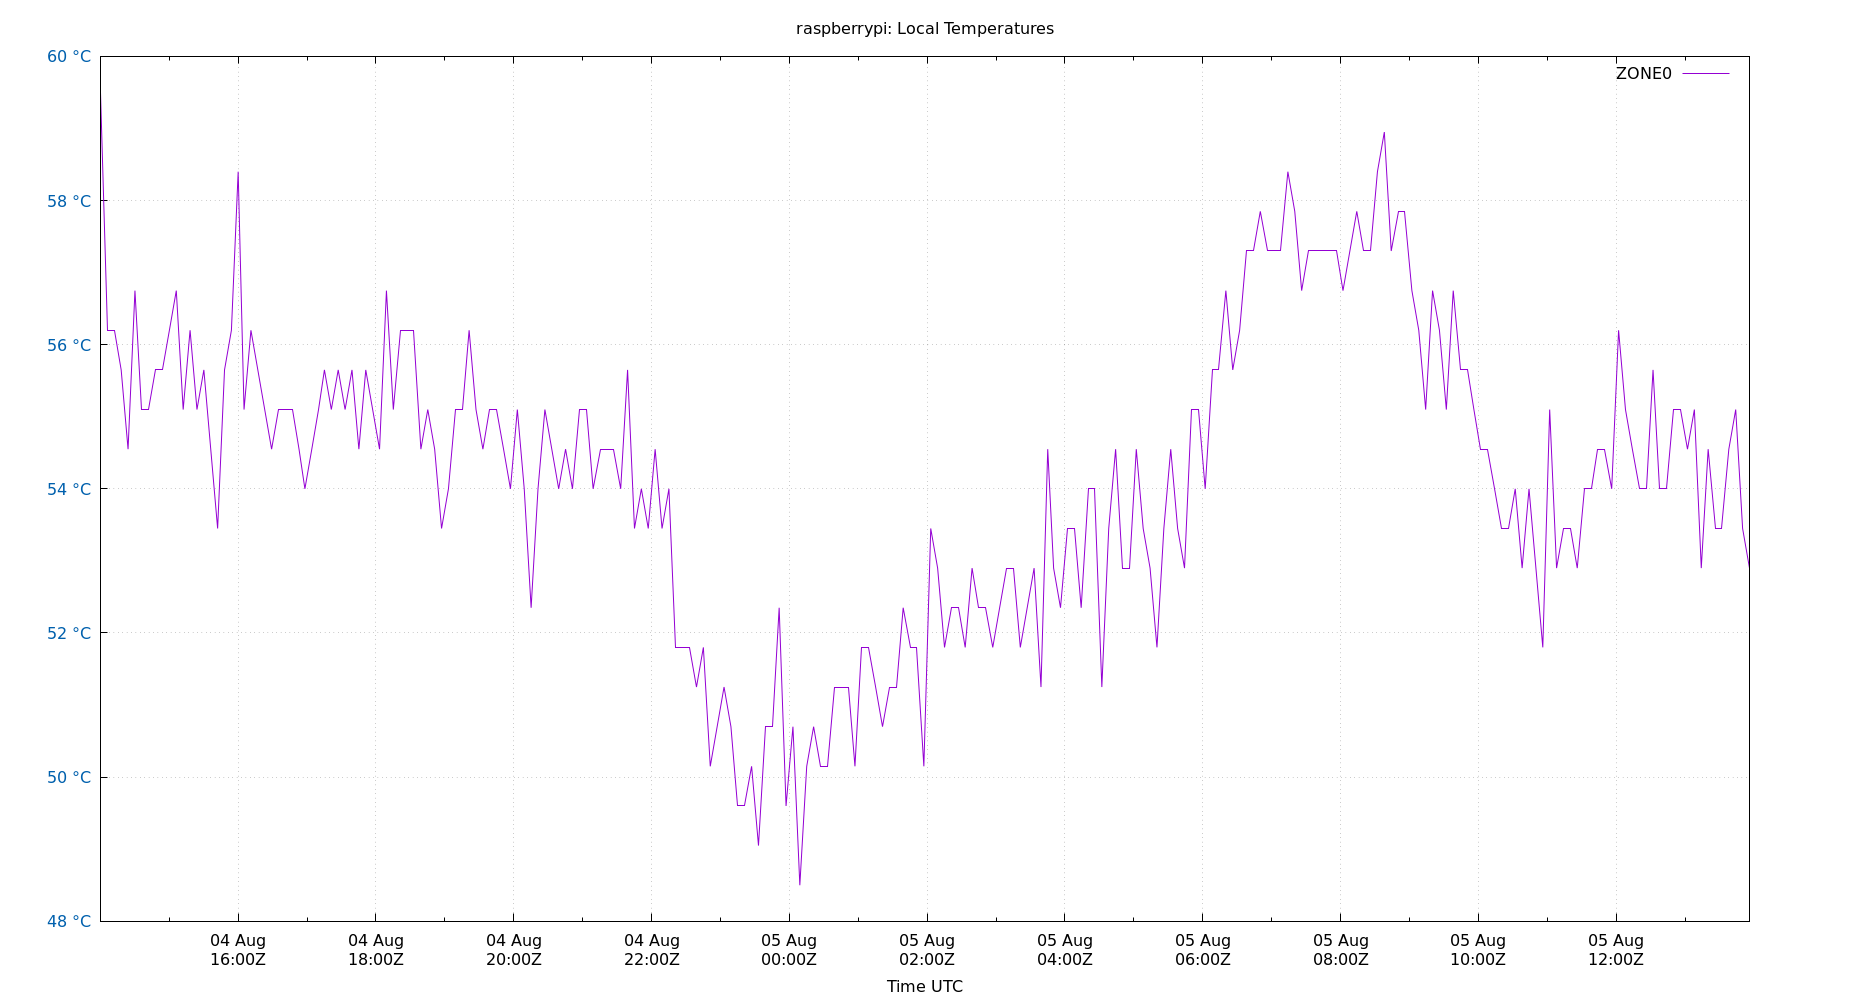 raspberrypi: Local Temperatures
60 °C
ZONE0
58 °C
56 °C
54 °C
52 °C
50 °C
48 °C
04 Aug 04 Aug 04 Aug 04 Aug 05 Aug 05 Aug 05 Aug 05 Aug 05 Aug 05 Aug 05 Aug
16:00Z 18:00Z 20:00Z 22:00Z 00:00Z 02:00Z 04:00Z 06:00Z 08:00Z 10:00Z 12:00Z
Time UTC